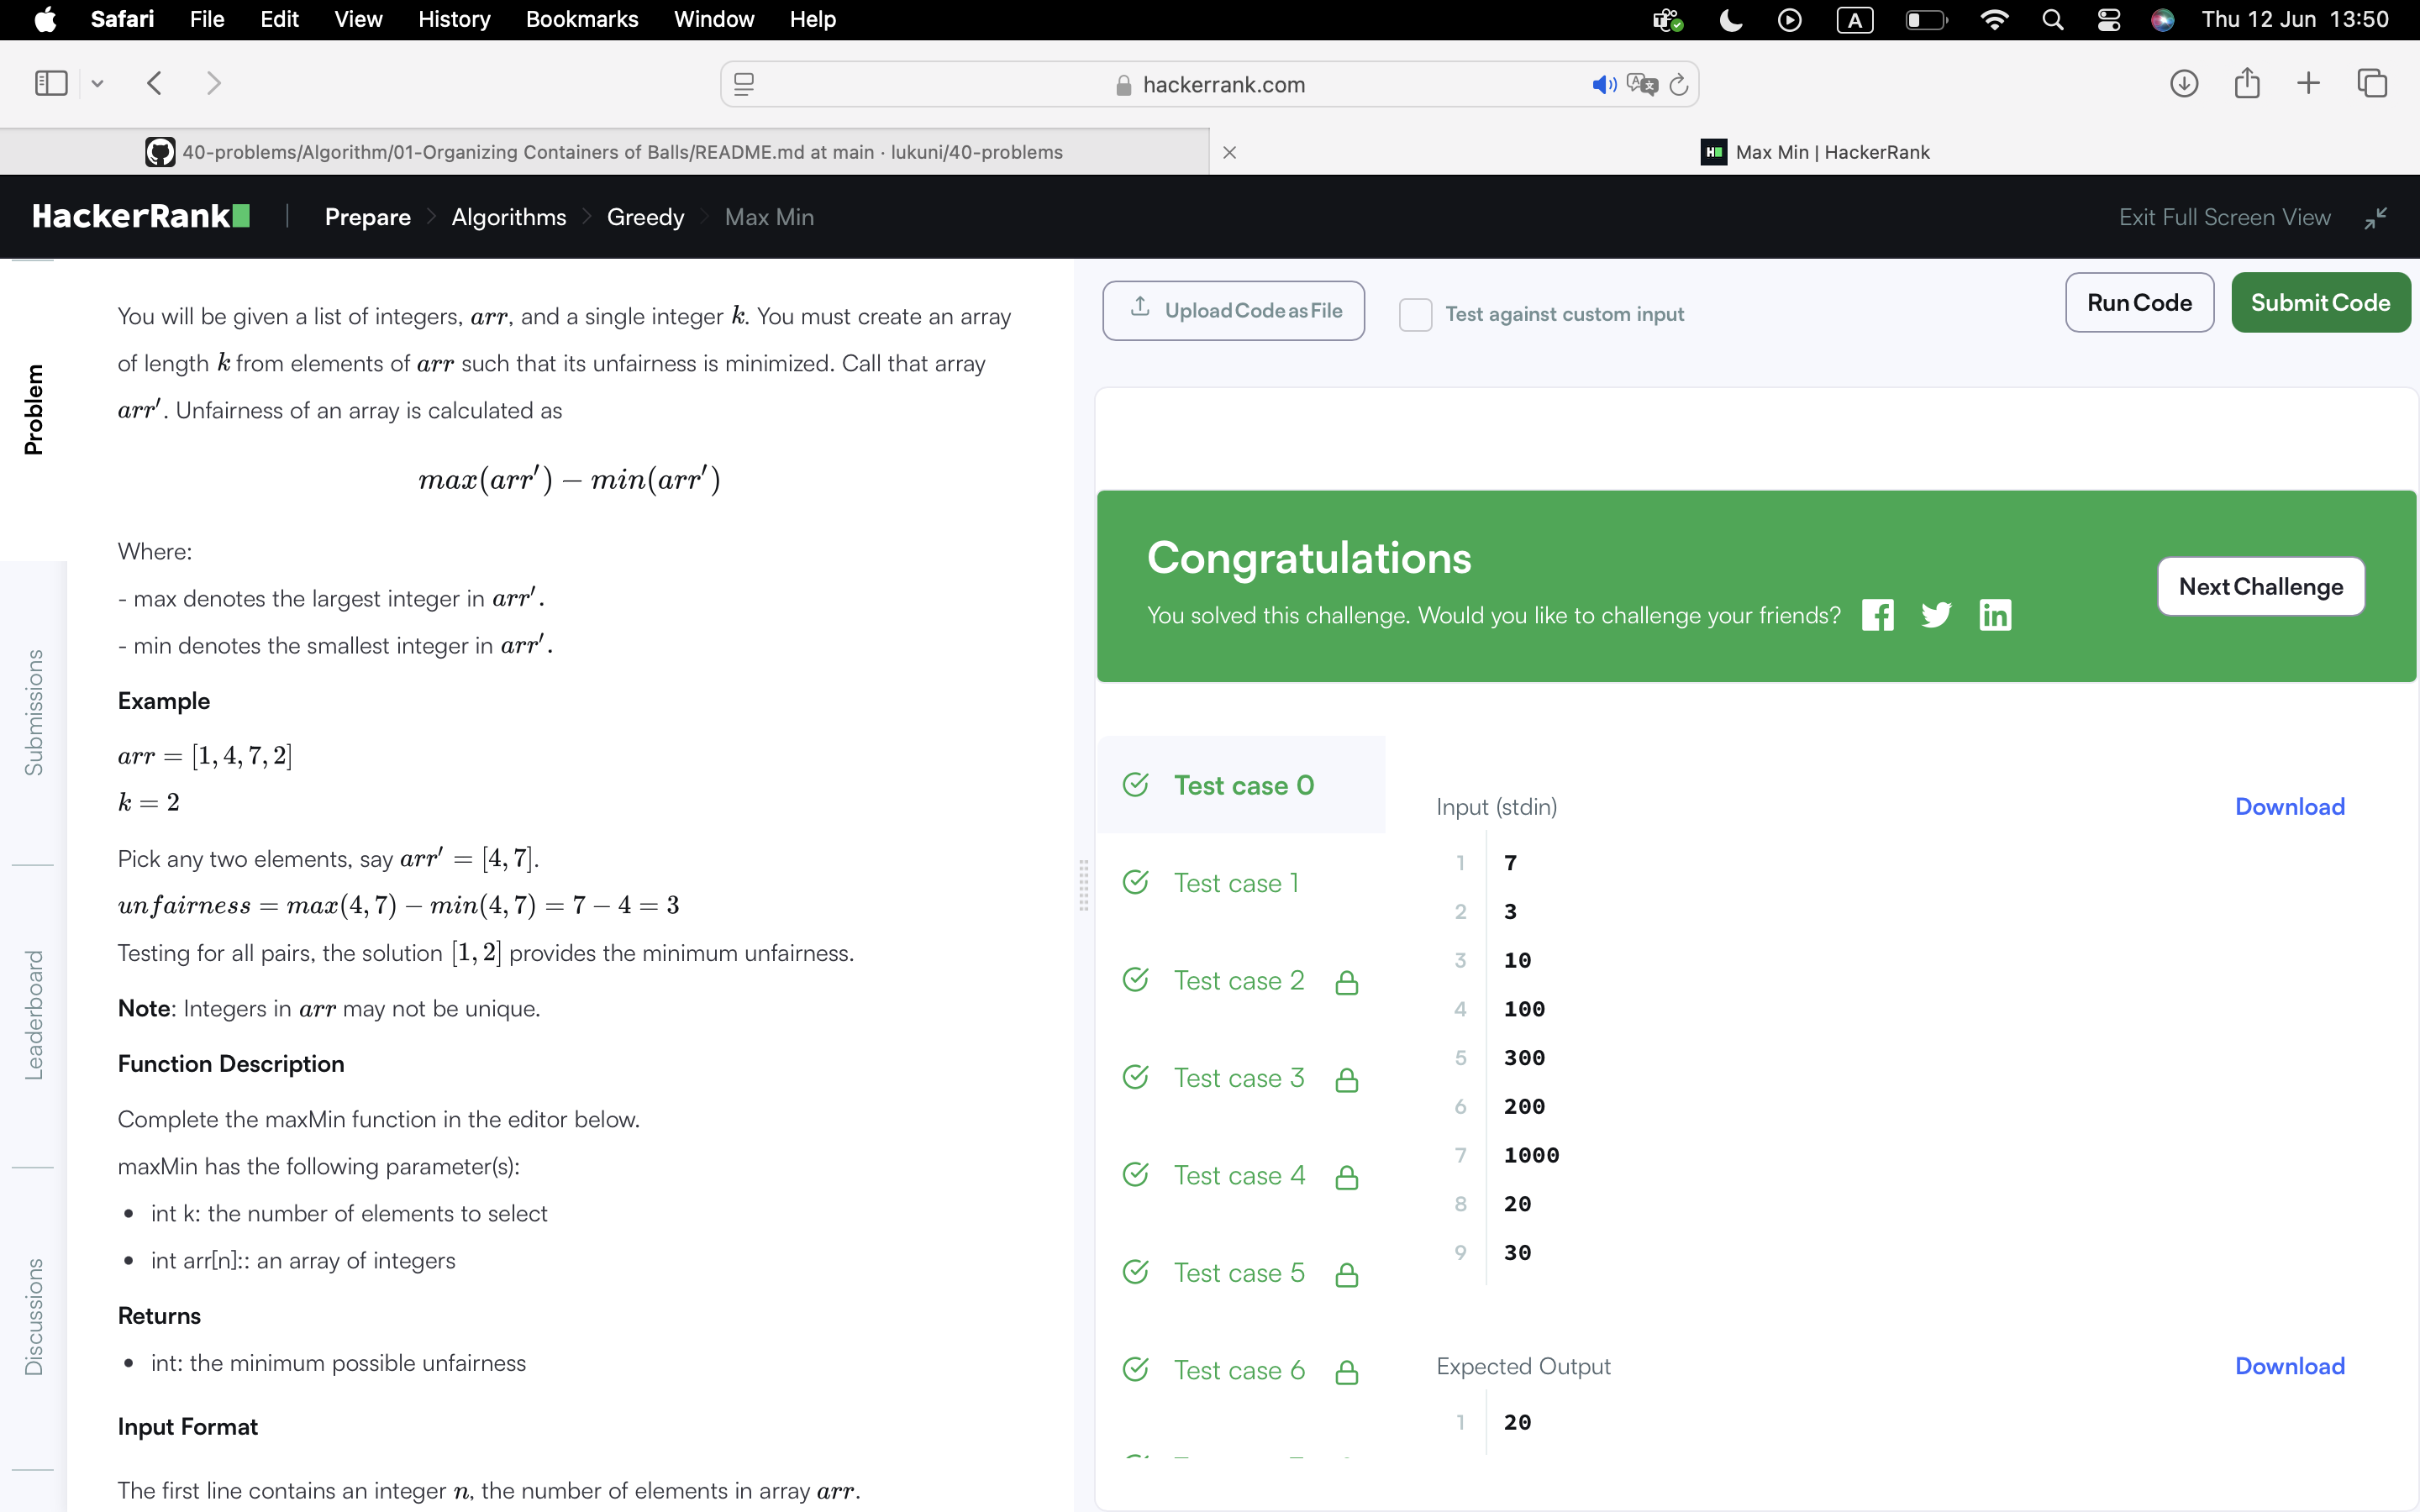 Safari File Edit View History Bookmarks Window Help
A
Thu 12 Jun 13:50
hackerrank.com
40-problems/Algorithm/01-Organizing Containers of Balls/README.md at main · lukuni/40-problems
Max Min | HackerRank
HackerRank
Prepare > Algorithms > Greedy > Max Min
Exit Full Screen View
Problem
Submissions
Leaderboard
Discussions
You will be given a list of integers, arr, and a single integer k. You must create an array
of length k from elements of arr such that its unfairness is minimized. Call that array
arr′. Unfairness of an array is calculated as
max(arr′) − min(arr′)
Where:
- max denotes the largest integer in arr′.
- min denotes the smallest integer in arr′.
Example
arr = [1, 4, 7, 2]
k = 2
Pick any two elements, say arr′ = [4, 7].
unfairness = max(4, 7) − min(4, 7) = 7 − 4 = 3
Testing for all pairs, the solution [1, 2] provides the minimum unfairness.
Note: Integers in arr may not be unique.
Function Description
Complete the maxMin function in the editor below.
maxMin has the following parameter(s):
• int k: the number of elements to select
• int arr[n]:: an array of integers
Returns
• int: the minimum possible unfairness
Input Format
The first line contains an integer n, the number of elements in array arr.
Upload Code as File
Test against custom input
Run Code
Submit Code
Congratulations
You solved this challenge. Would you like to challenge your friends?
Next Challenge
Test case 0
Test case 1
Test case 2
Test case 3
Test case 4
Test case 5
Test case 6
Input (stdin)
Download
1 7
2 3
3 10
4 100
5 300
6 200
7 1000
8 20
9 30
Expected Output
Download
1 20